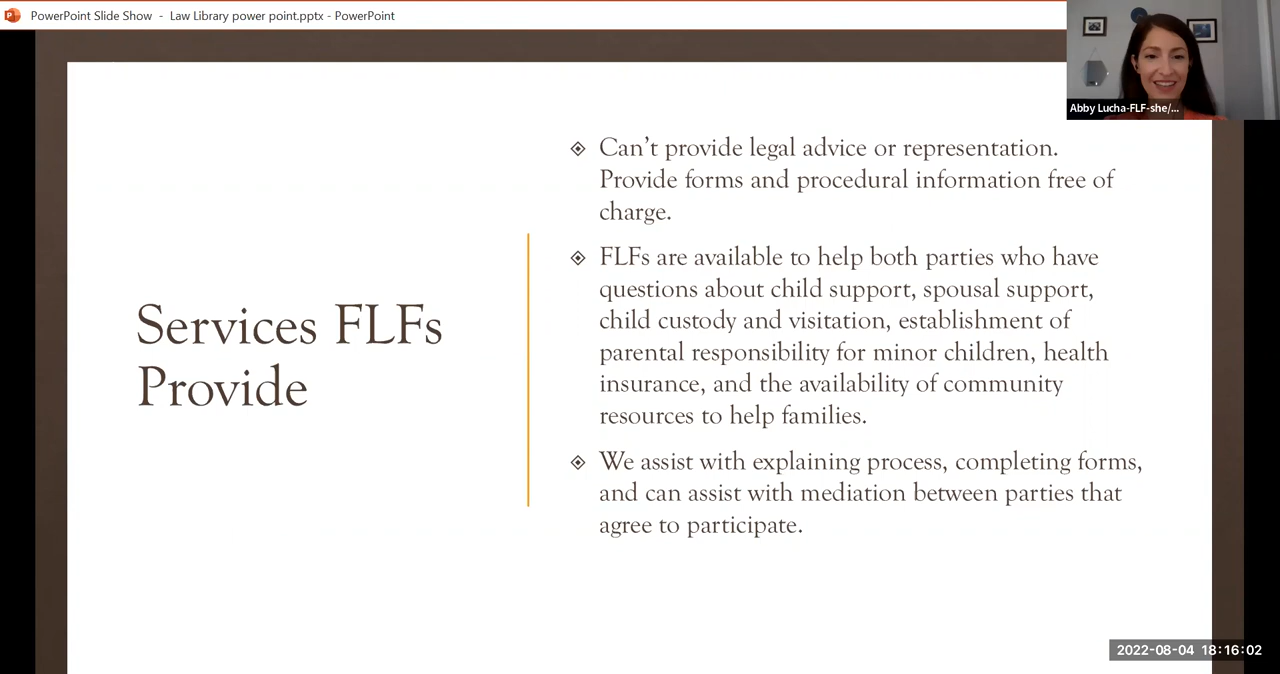 PowerPoint Slide Show - Law Library power point.pptx - PowerPoint
Abby Lucha-FLF-she/...
Can't provide legal advice or representation.
Provide forms and procedural information free of
charge.
FLFs are available to help both parties who have
questions about child support, spousal support,
child custody and visitation, establishment of
parental responsibility for minor children, health
insurance, and the availability of community
resources to help families.
We assist with explaining process, completing forms,
and can assist with mediation between parties that
agree to participate.
Services FLFs
Provide
2022-08-04 18:16:02